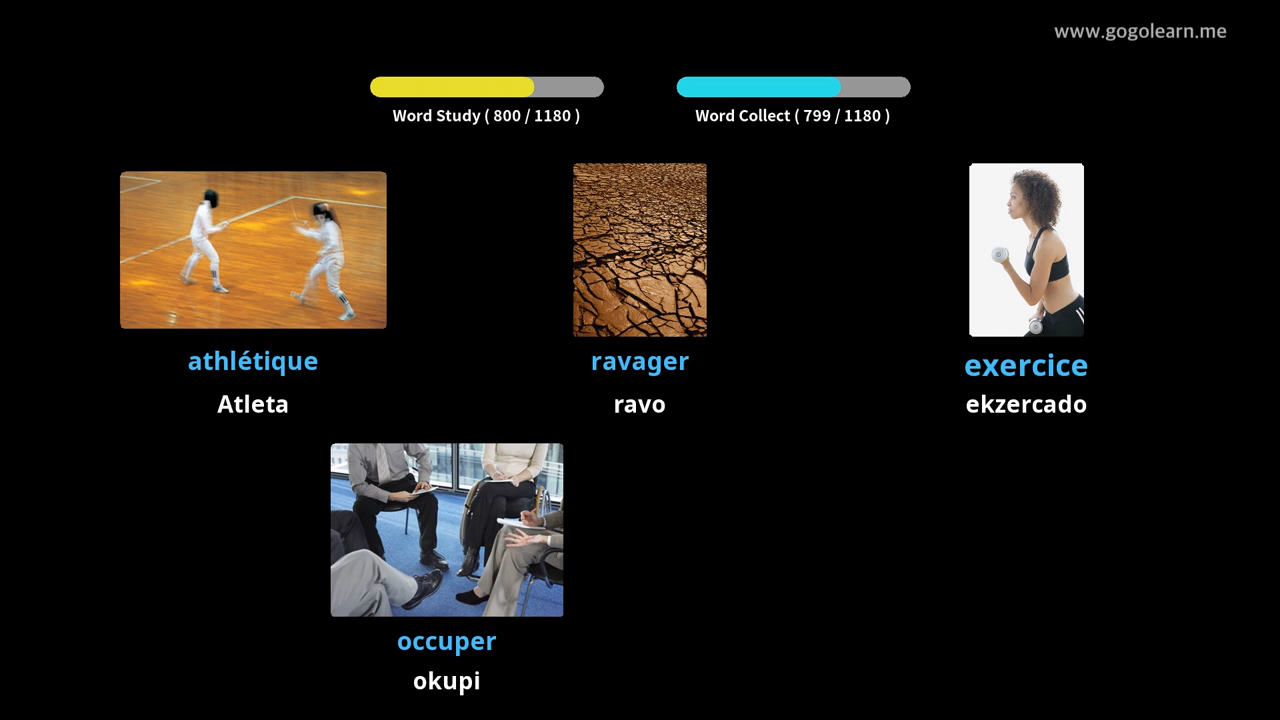 www.gogolearn.me
Word Study ( 800 / 1180 )
Word Collect ( 799 / 1180 )
athlétique
Atleta
ravager
ravo
exercice
ekzercado
occuper
okupi